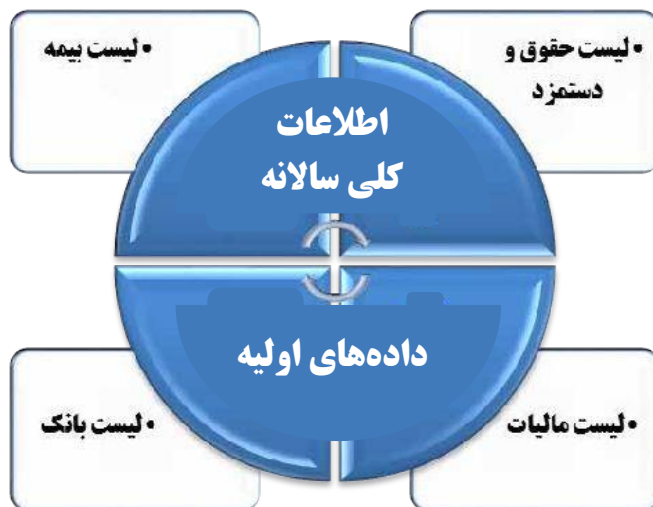 • لیست حقوق و
دستمزد
• لیست بیمه
اطلاعات
کلی سالانه
داده‌های اولیه
• لیست مالیات
• لیست بانک